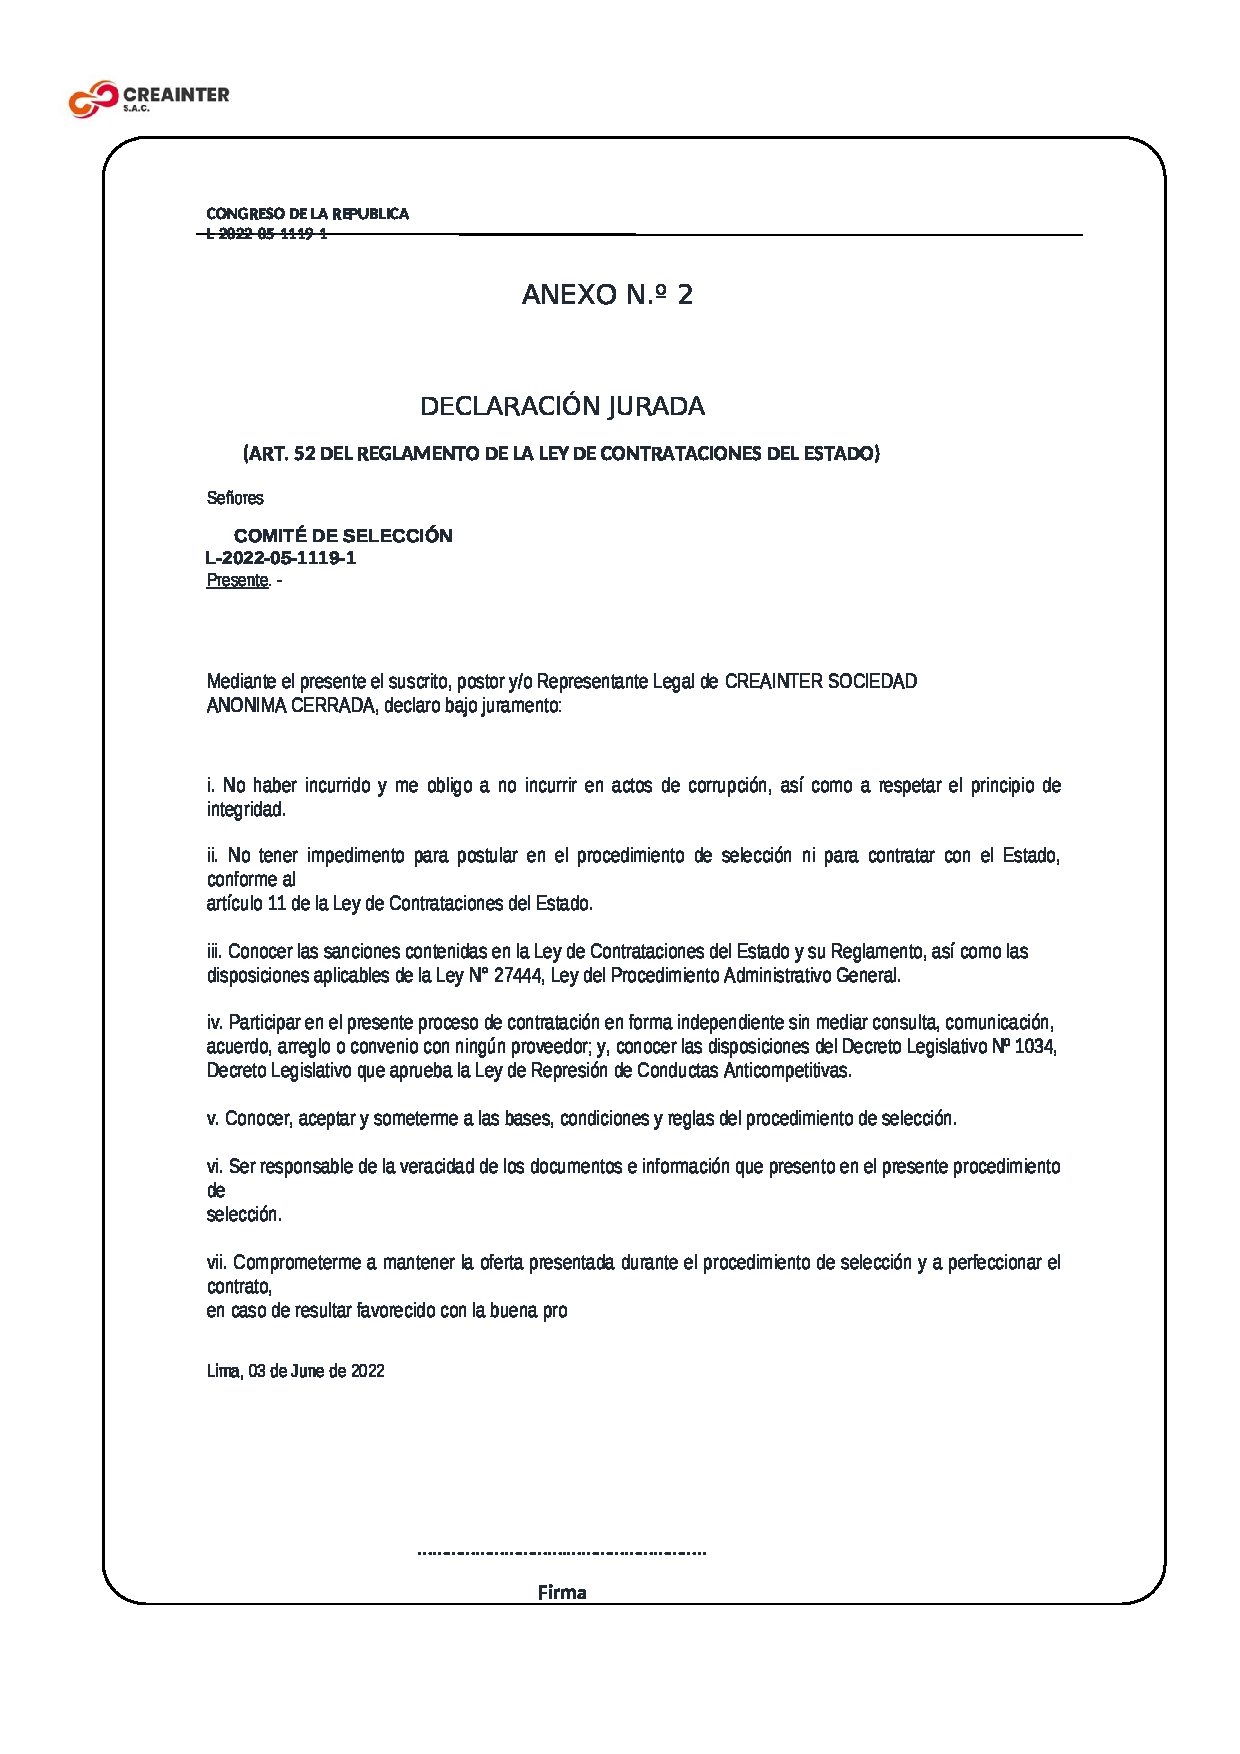 CREAINTER
S.A.C.
CONGRESO DE LA REPUBLICA
L-2022-05-1119-1
ANEXO N.º 2
DECLARACIÓN JURADA
(ART. 52 DEL REGLAMENTO DE LA LEY DE CONTRATACIONES DEL ESTADO)
Señores
COMITÉ DE SELECCIÓN
L-2022-05-1119-1
Presente. -
Mediante el presente el suscrito, postor y/o Representante Legal de CREAINTER SOCIEDAD
ANONIMA CERRADA, declaro bajo juramento:
i. No haber incurrido y me obligo a no incurrir en actos de corrupción, así como a respetar el principio de
integridad.
ii. No tener impedimento para postular en el procedimiento de selección ni para contratar con el Estado,
conforme al
artículo 11 de la Ley de Contrataciones del Estado.
iii. Conocer las sanciones contenidas en la Ley de Contrataciones del Estado y su Reglamento, así como las
disposiciones aplicables de la Ley N° 27444, Ley del Procedimiento Administrativo General.
iv. Participar en el presente proceso de contratación en forma independiente sin mediar consulta, comunicación,
acuerdo, arreglo o convenio con ningún proveedor; y, conocer las disposiciones del Decreto Legislativo Nº 1034,
Decreto Legislativo que aprueba la Ley de Represión de Conductas Anticompetitivas.
v. Conocer, aceptar y someterme a las bases, condiciones y reglas del procedimiento de selección.
vi. Ser responsable de la veracidad de los documentos e información que presento en el presente procedimiento
de
selección.
vii. Comprometerme a mantener la oferta presentada durante el procedimiento de selección y a perfeccionar el
contrato,
en caso de resultar favorecido con la buena pro
Lima, 03 de June de 2022
………………………………………………
Firma